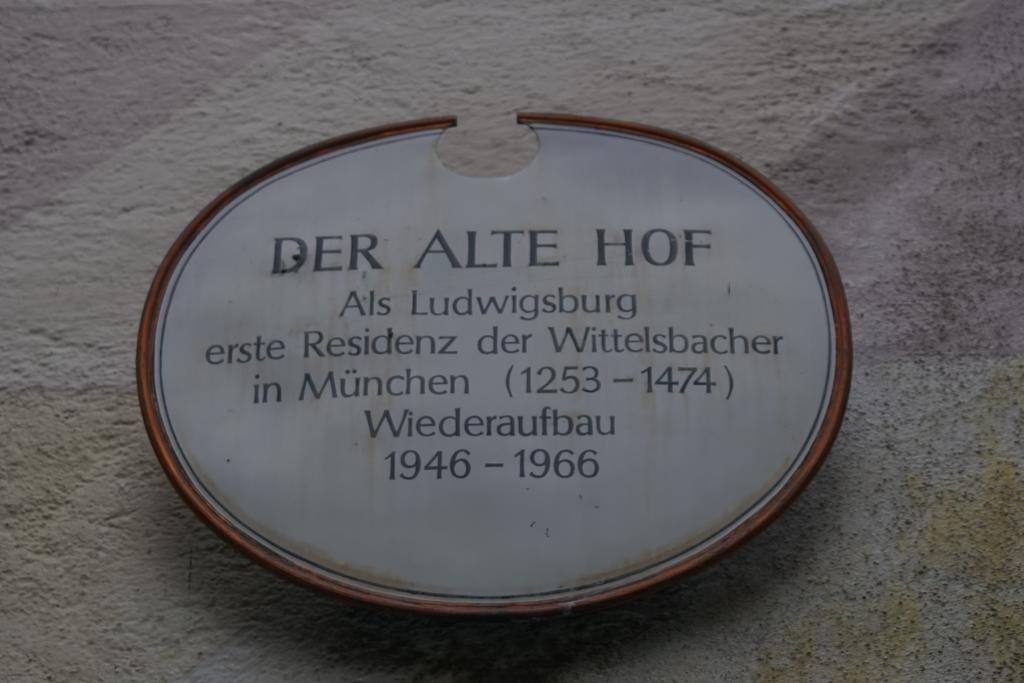 DER ALTE HOF
Als Ludwigsburg
erste Residenz der Wittelsbacher
in München (1253 – 1474)
Wiederaufbau
1946 – 1966